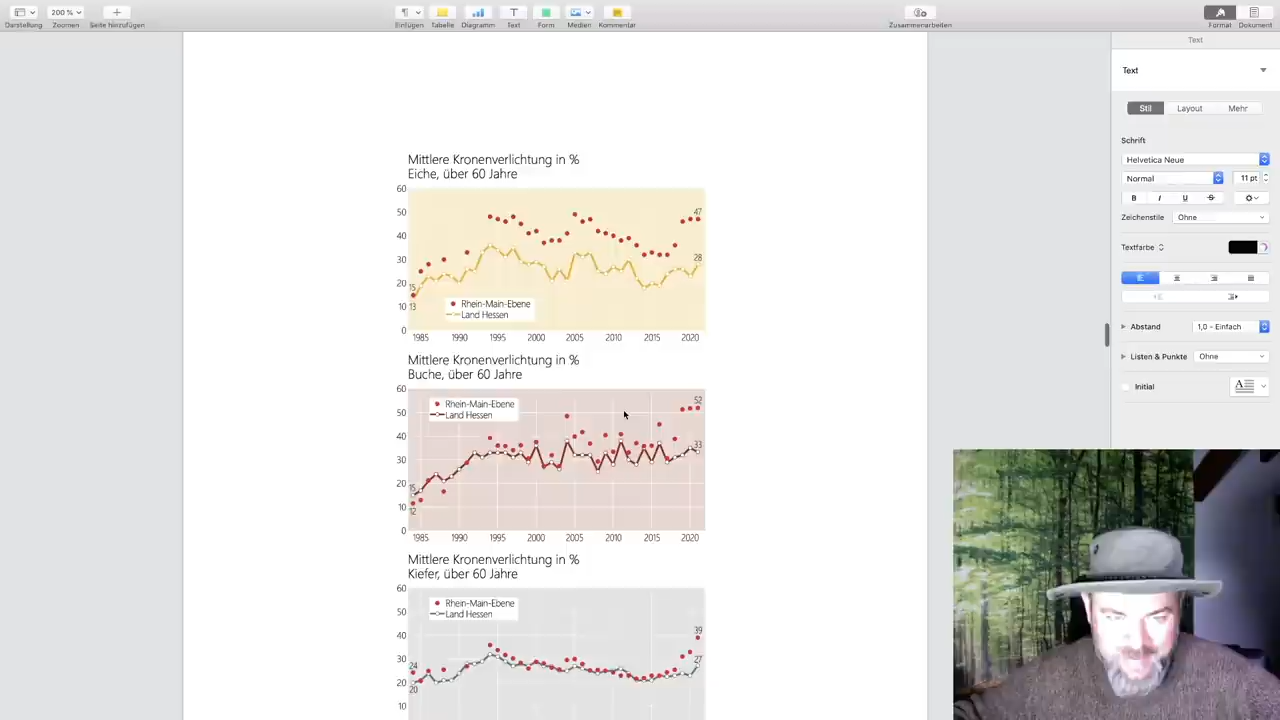 200 %
Darstellung
Zoomen
Seite hinzufügen
Einfügen
Tabelle
Diagramm
Text
Form
Medien
Kommentar
Zusammenarbeiten
Format
Dokument
Text
Text
Stil
Layout
Mehr
Schrift
Helvetica Neue
Normal
11 pt
B
I
U
S
Zeichenstile
Ohne
Textfarbe
Abstand
1,0 - Einfach
Listen & Punkte
Ohne
Initial
Mittlere Kronenverlichtung in %
Eiche, über 60 Jahre
60
50
40
30
20
10
0
47
28
15
13
Rhein-Main-Ebene
Land Hessen
1985 1990 1995 2000 2005 2010 2015 2020
Mittlere Kronenverlichtung in %
Buche, über 60 Jahre
60
50
40
30
20
10
0
Rhein-Main-Ebene
Land Hessen
52
33
15
12
1985 1990 1995 2000 2005 2010 2015 2020
Mittlere Kronenverlichtung in %
Kiefer, über 60 Jahre
60
50
40
30
20
10
Rhein-Main-Ebene
Land Hessen
39
27
24
20